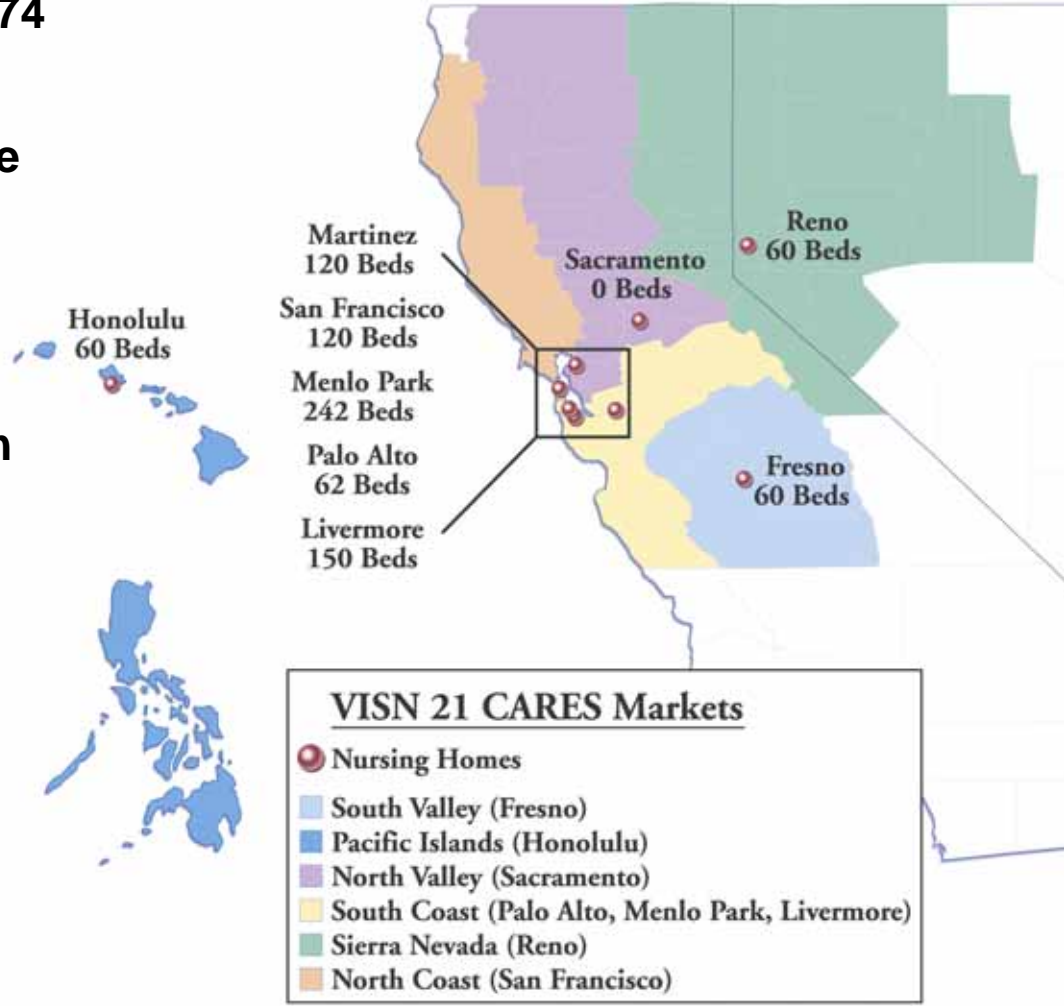 74
e
n
Martinez
120 Beds
San Francisco
120 Beds
Menlo Park
242 Beds
Palo Alto
62 Beds
Livermore
150 Beds
Honolulu
60 Beds
Sacramento
0 Beds
Reno
60 Beds
Fresno
60 Beds
VISN 21 CARES Markets
Nursing Homes
South Valley (Fresno)
Pacific Islands (Honolulu)
North Valley (Sacramento)
South Coast (Palo Alto, Menlo Park, Livermore)
Sierra Nevada (Reno)
North Coast (San Francisco)